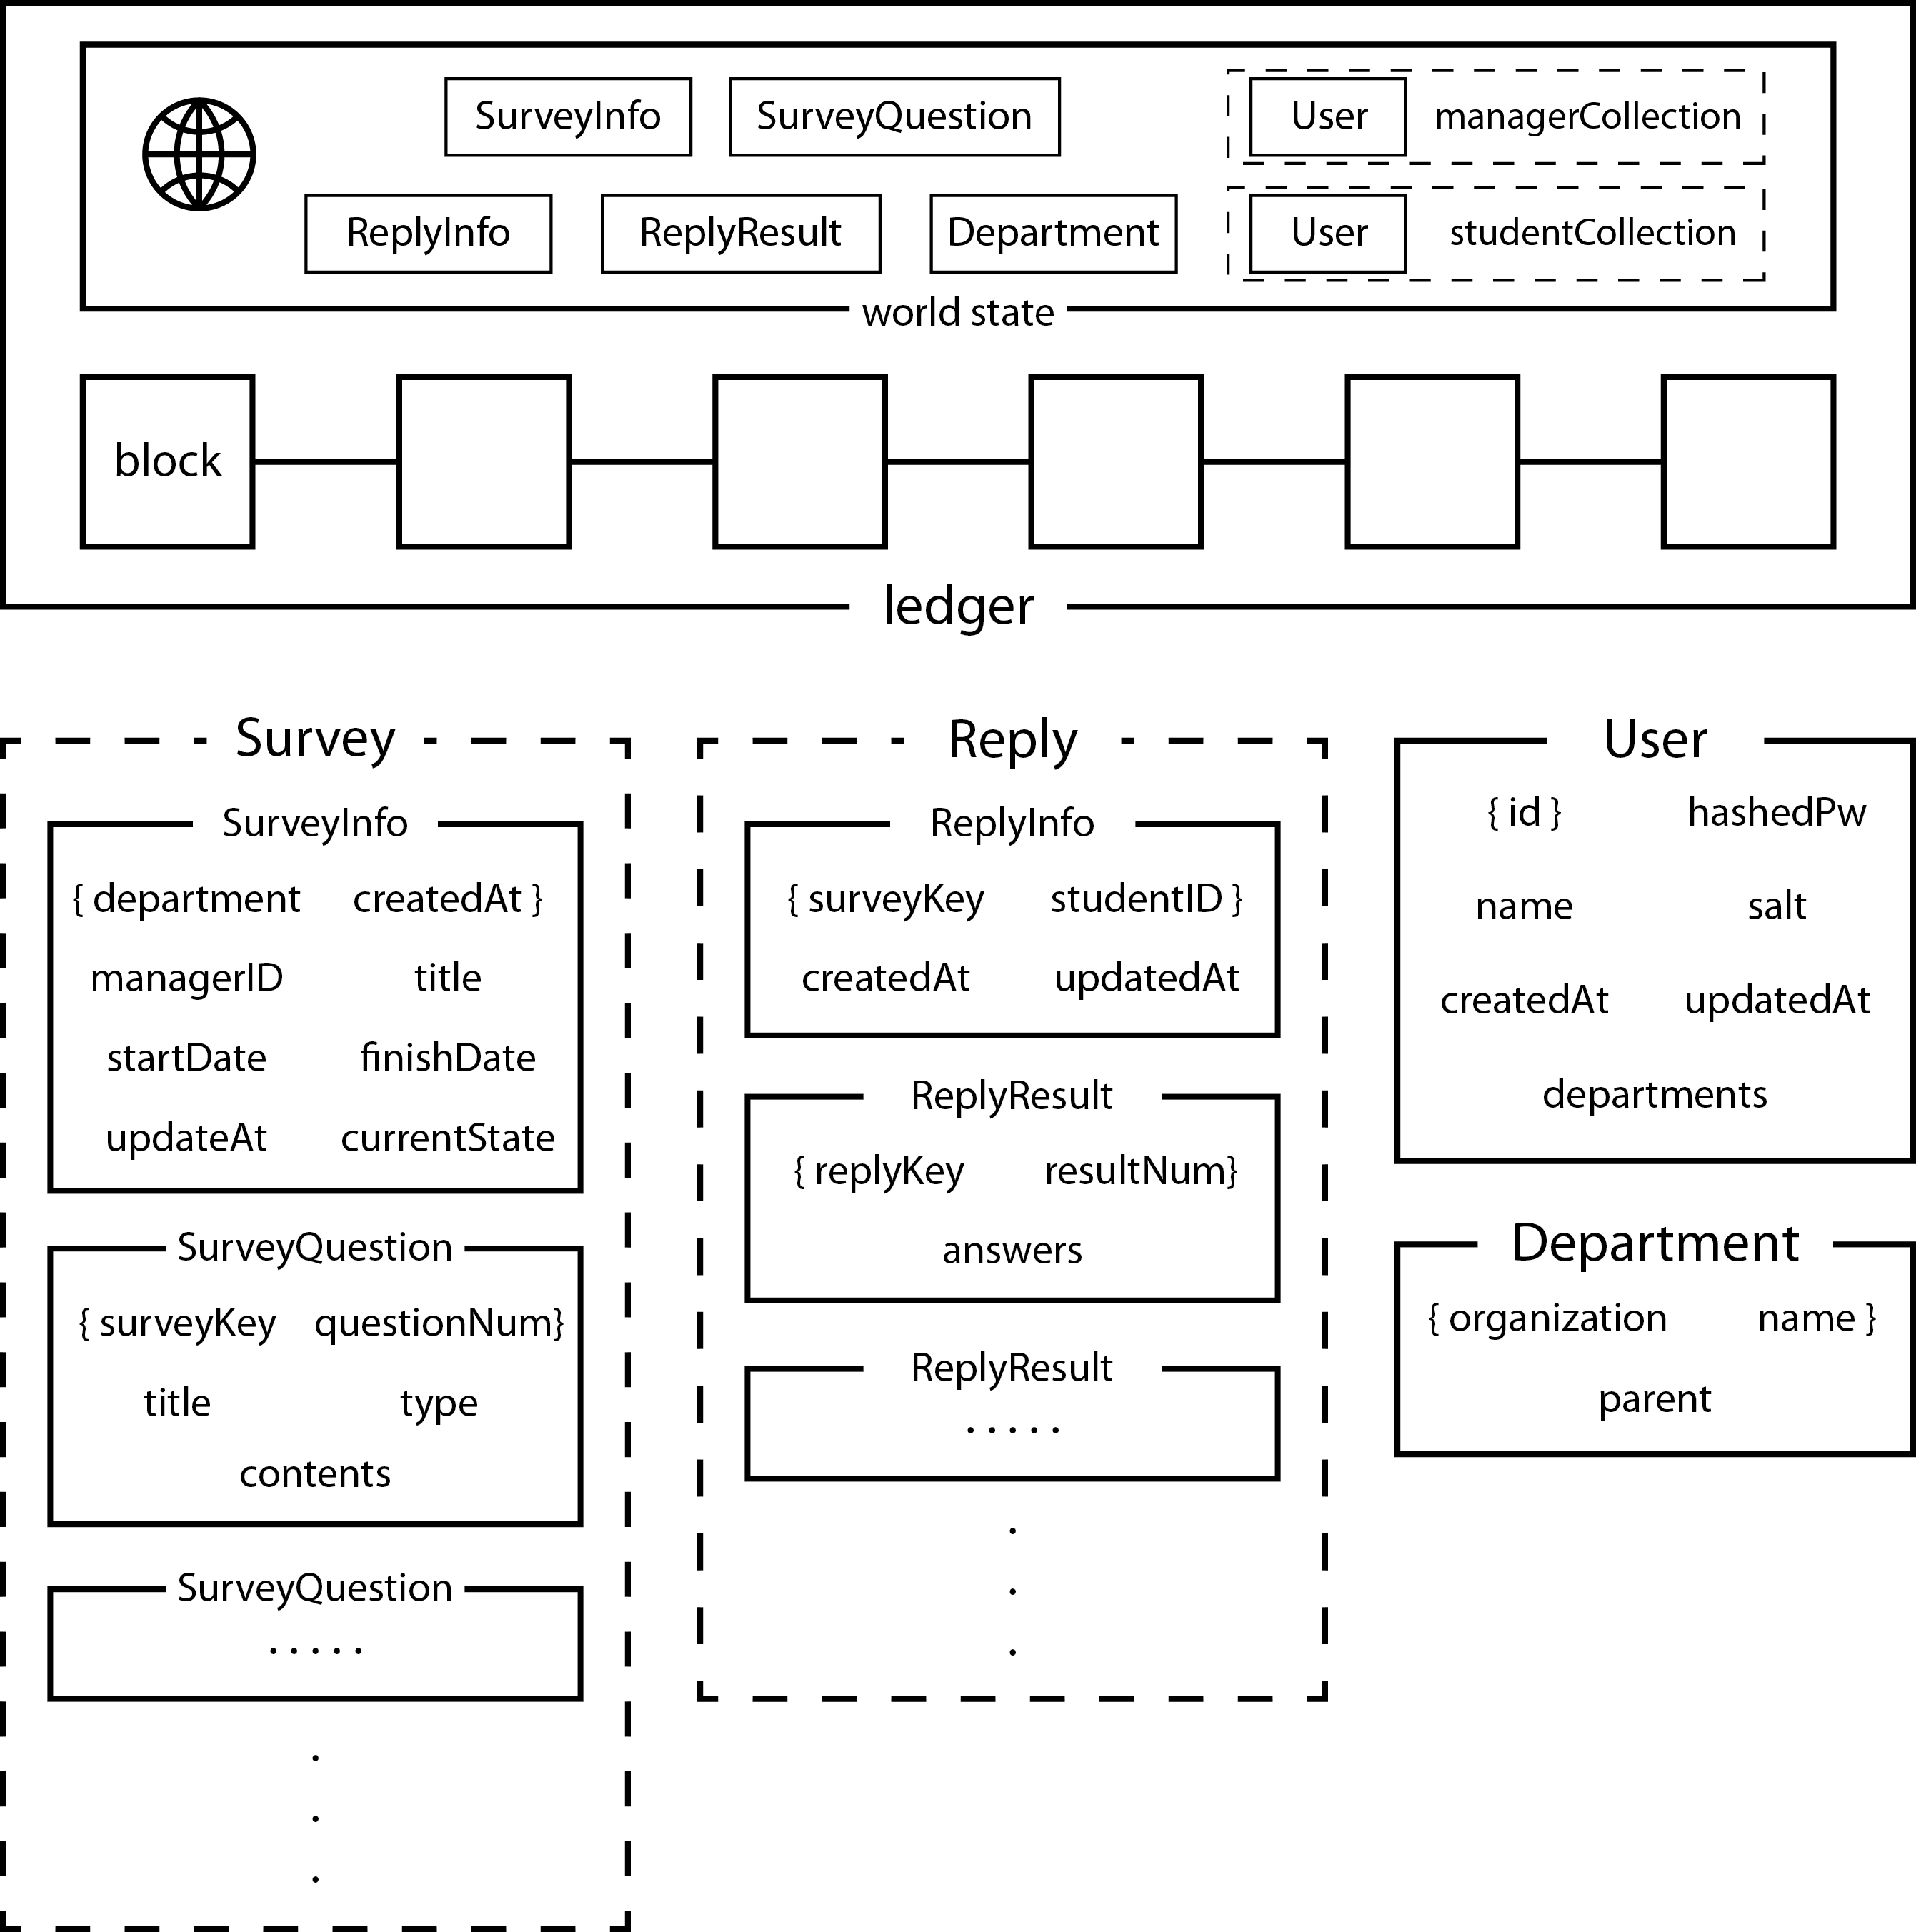 SurveyInfo SurveyQuestion User managerCollection
ReplyInfo ReplyResult Department User studentCollection
world state
block
ledger
Survey
SurveyInfo
{ department createdAt }
managerID title
startDate finishDate
updateAt currentState
SurveyQuestion
{ surveyKey questionNum}
title type
contents
SurveyQuestion
. . . . .
.
.
.
Reply
ReplyInfo
{ surveyKey studentID }
createdAt updatedAt
ReplyResult
{ replyKey resultNum}
answers
ReplyResult
. . . . .
.
.
.
User
{ id } hashedPw
name salt
createdAt updatedAt
departments
Department
{ organization name }
parent